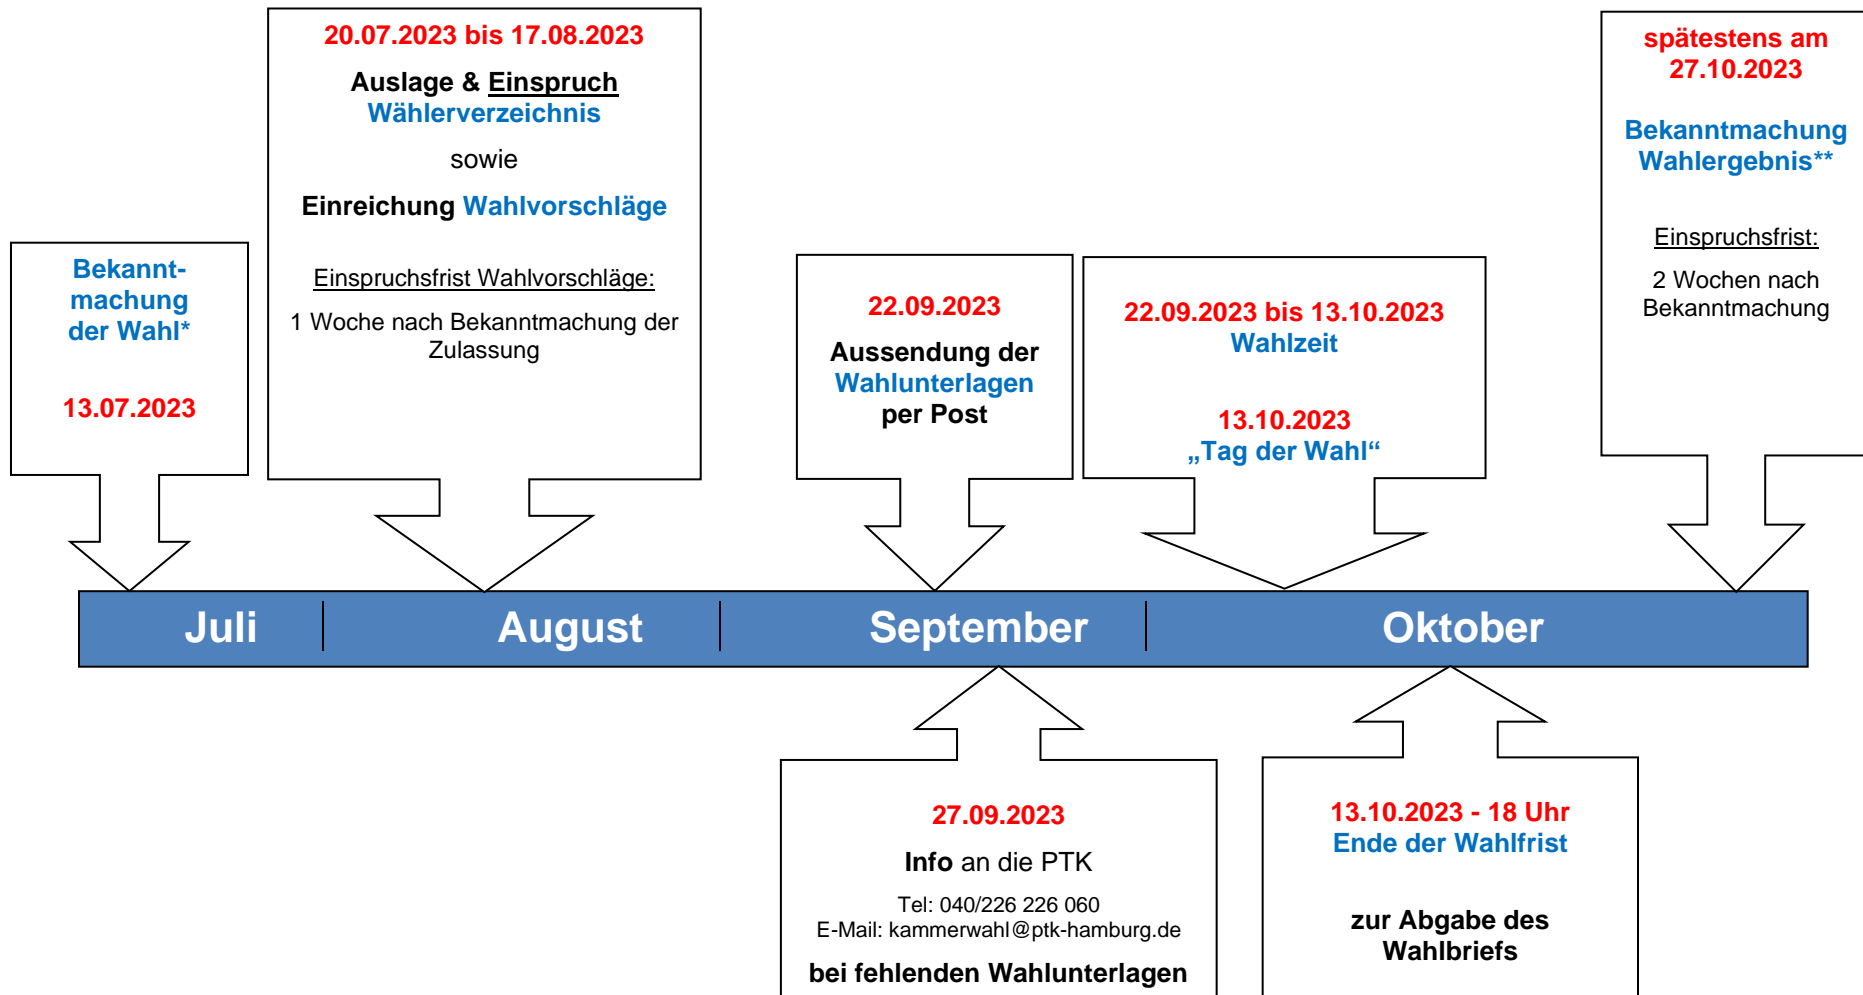 Bekannt-
machung
der Wahl*
13.07.2023
20.07.2023 bis 17.08.2023
Auslage & Einspruch
Wählerverzeichnis
sowie
Einreichung Wahlvorschläge
Einspruchsfrist Wahlvorschläge:
1 Woche nach Bekanntmachung der
Zulassung
22.09.2023
Aussendung der
Wahlunterlagen
per Post
22.09.2023 bis 13.10.2023
Wahlzeit
13.10.2023
„Tag der Wahl“
spätestens am
27.10.2023
Bekanntmachung
Wahlergebnis**
Einspruchsfrist:
2 Wochen nach
Bekanntmachung
Juli
August
September
Oktober
27.09.2023
Info an die PTK
Tel: 040/226 226 060
E-Mail: kammerwahl@ptk-hamburg.de
bei fehlenden Wahlunterlagen
13.10.2023 - 18 Uhr
Ende der Wahlfrist
zur Abgabe des
Wahlbriefs